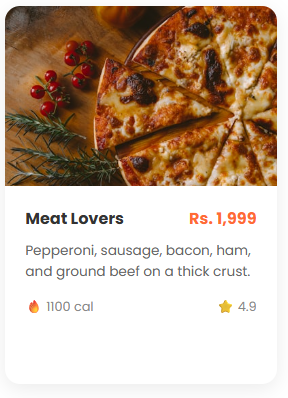 Meat Lovers Rs. 1,999
Pepperoni, sausage, bacon, ham,
and ground beef on a thick crust.
1100 cal 4.9